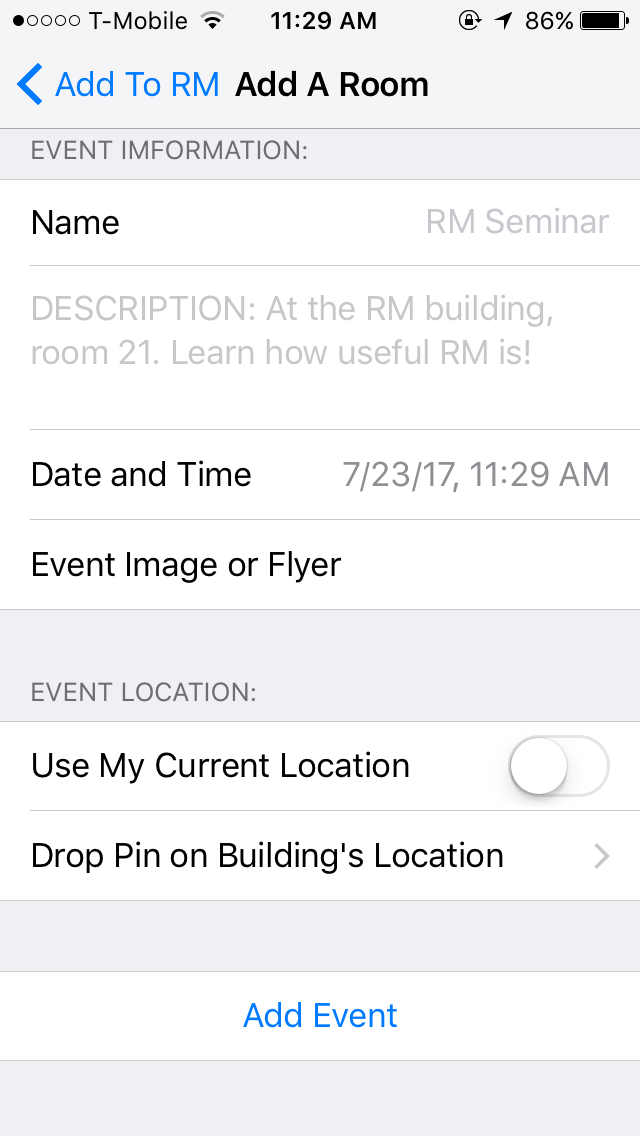 T-Mobile 11:29 AM 86%
Add To RM Add A Room
EVENT IMFORMATION:
Name RM Seminar
DESCRIPTION: At the RM building,
room 21. Learn how useful RM is!
Date and Time 7/23/17, 11:29 AM
Event Image or Flyer
EVENT LOCATION:
Use My Current Location
Drop Pin on Building's Location
Add Event